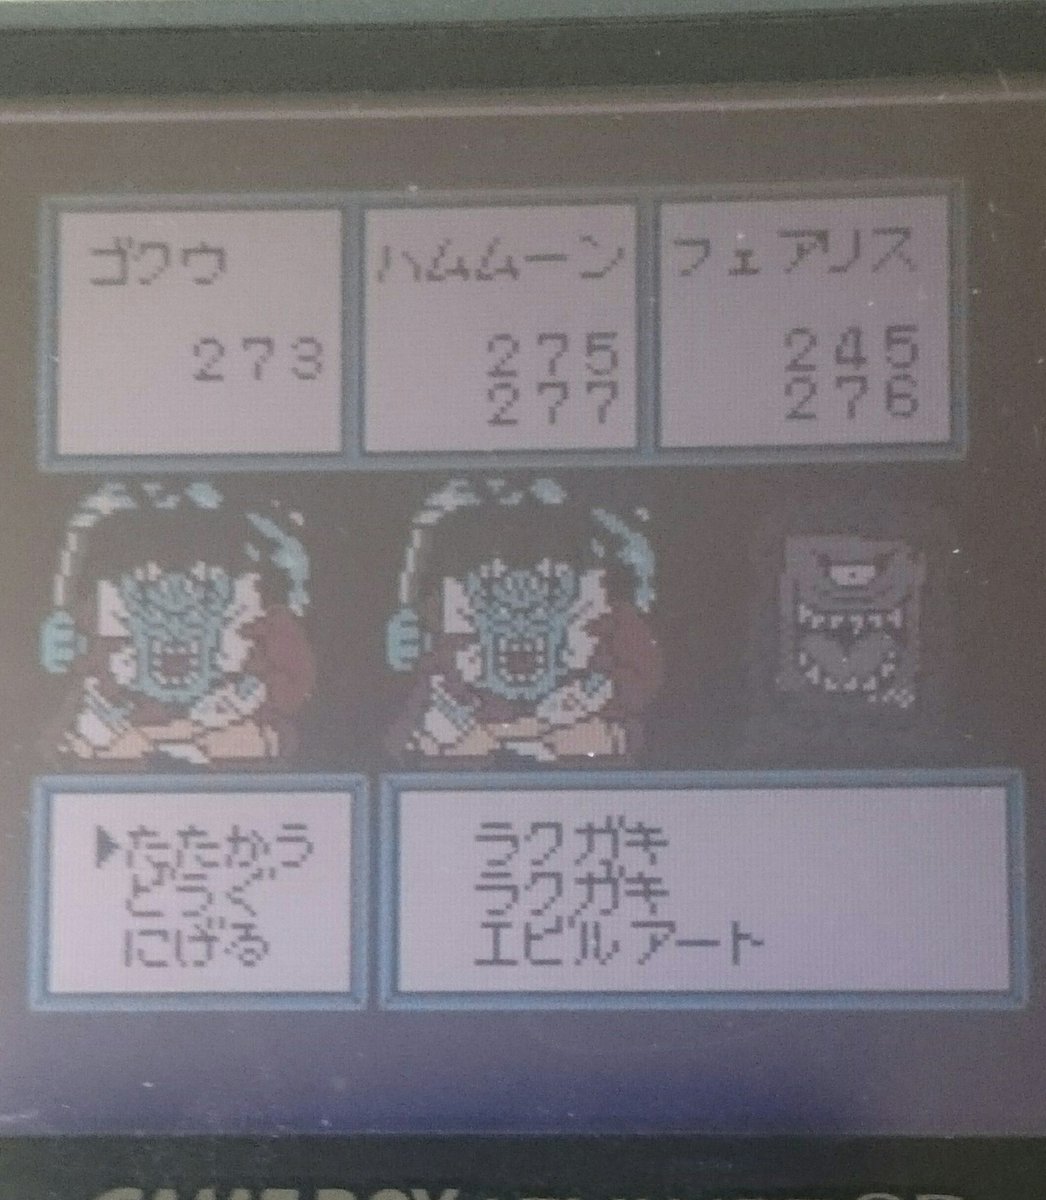 ゴクウ
273
ハムムーン
275
277
フェアリス
245
276
▶たたかう
どうぐ
にげる
ラクガキ
ラクガキ
エビルアート
GAME BOY